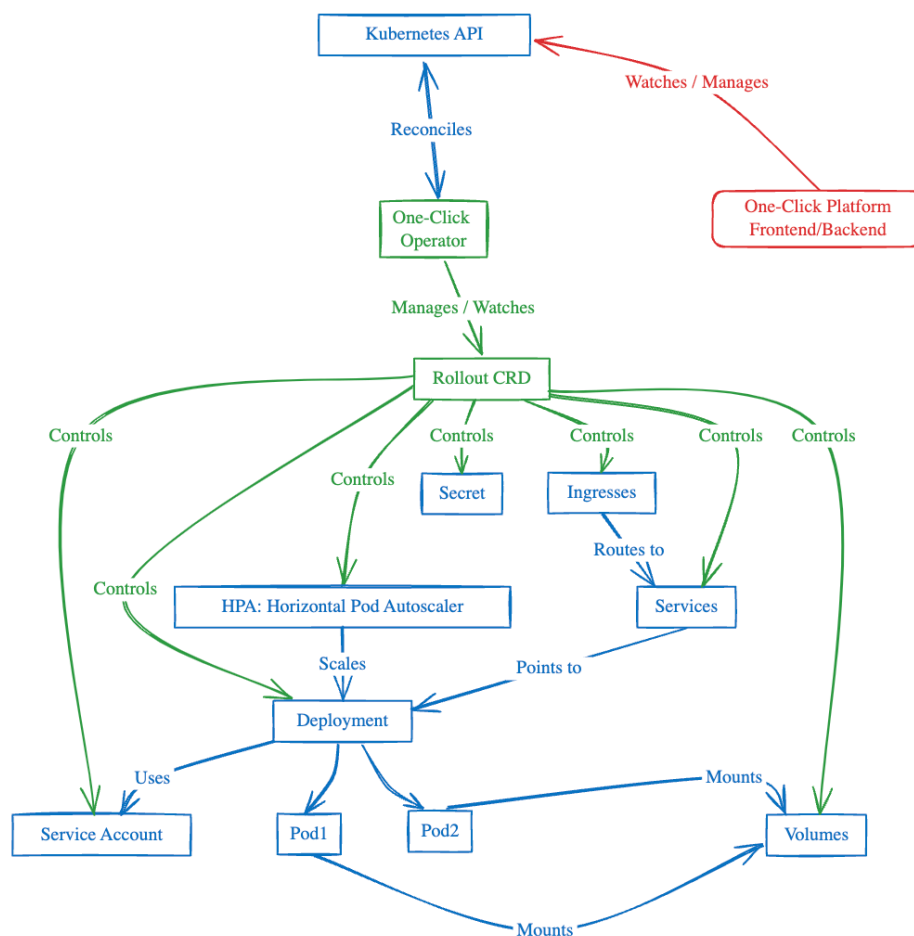 Kubernetes API
Watches / Manages
Reconciles
One-Click Platform
Frontend/Backend
One-Click
Operator
Manages / Watches
Rollout CRD
Controls
Controls
Controls
Controls
Controls
Controls
Secret
Ingresses
Routes to
Controls
HPA: Horizontal Pod Autoscaler
Services
Scales
Points to
Deployment
Uses
Mounts
Service Account
Pod1
Pod2
Volumes
Mounts